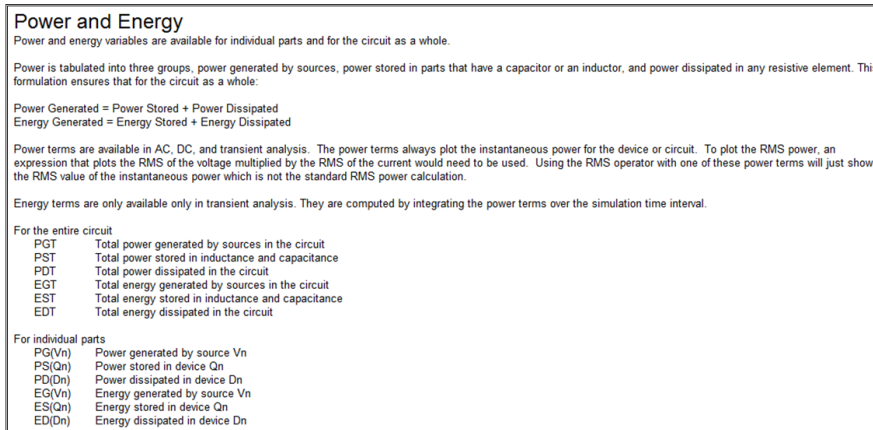 Power and Energy
Power and energy variables are available for individual parts and for the circuit as a whole.
Power is tabulated into three groups, power generated by sources, power stored in parts that have a capacitor or an inductor, and power dissipated in any resistive element. Thi
formulation ensures that for the circuit as a whole:
Power Generated = Power Stored + Power Dissipated
Energy Generated = Energy Stored + Energy Dissipated
Power terms are available in AC, DC, and transient analysis. The power terms always plot the instantaneous power for the device or circuit. To plot the RMS power, an
expression that plots the RMS of the voltage multiplied by the RMS of the current would need to be used. Using the RMS operator with one of these power terms will just show
the RMS value of the instantaneous power which is not the standard RMS power calculation.
Energy terms are only available only in transient analysis. They are computed by integrating the power terms over the simulation time interval.
For the entire circuit
PGT Total power generated by sources in the circuit
PST Total power stored in inductance and capacitance
PDT Total power dissipated in the circuit
EGT Total energy generated by sources in the circuit
EST Total energy stored in inductance and capacitance
EDT Total energy dissipated in the circuit
For individual parts
PG(Vn) Power generated by source Vn
PS(Qn) Power stored in device Qn
PD(Dn) Power dissipated in device Dn
EG(Vn) Energy generated by source Vn
ES(Qn) Energy stored in device Qn
ED(Dn) Energy dissipated in device Dn